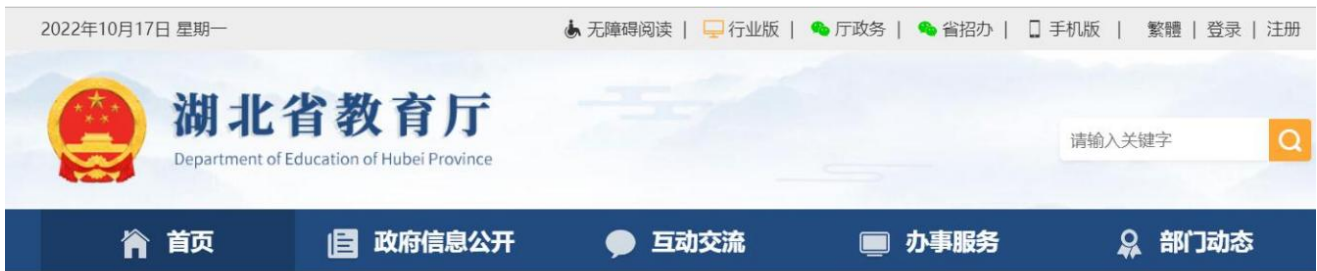 2022年10月17日 星期一 无障碍阅读 | 行业版 | 厅政务 | 省招办 | 手机版 | 繁體 | 登录 | 注册
湖北省教育厅
Department of Education of Hubei Province
请输入关键字
首页 政府信息公开 互动交流 办事服务 部门动态